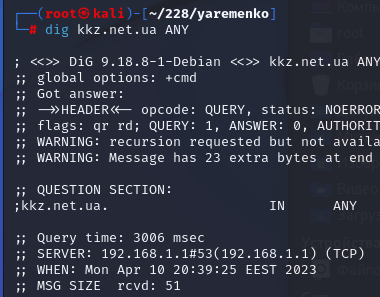 (root㉿kali)-[~/228/yaremenko]
# dig kkz.net.ua ANY
; <<>> DiG 9.18.8-1-Debian <<>> kkz.net.ua ANY
;; global options: +cmd
;; Got answer:
;; ->>HEADER<<- opcode: QUERY, status: NOERROR
;; flags: qr rd; QUERY: 1, ANSWER: 0, AUTHORIT
;; WARNING: recursion requested but not availa
;; WARNING: Message has 23 extra bytes at end
;; QUESTION SECTION:
;kkz.net.ua. IN ANY
;; Query time: 3006 msec
;; SERVER: 192.168.1.1#53(192.168.1.1) (TCP)
;; WHEN: Mon Apr 10 20:39:25 EEST 2023
;; MSG SIZE rcvd: 51